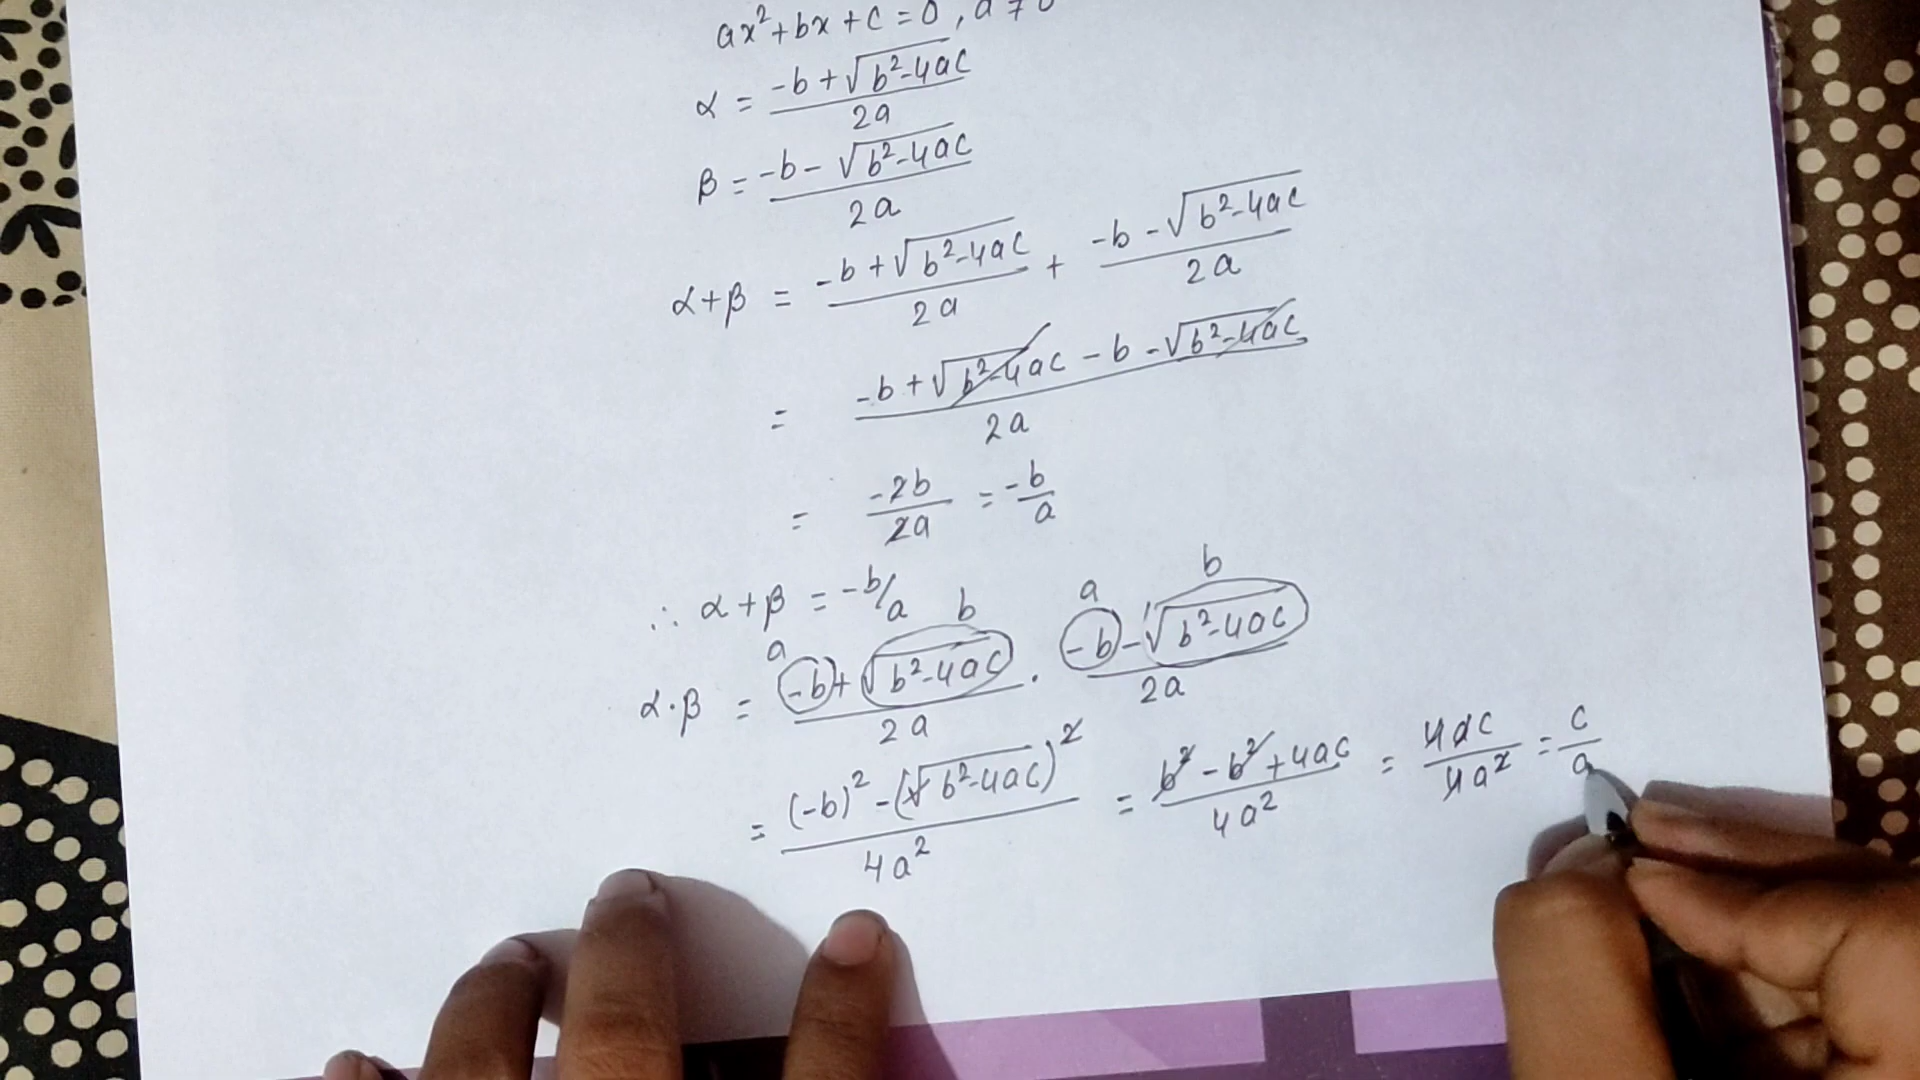 ax²+bx+c=0, a≠0
α = (-b+√(b²-4ac))/2a
β = (-b-√(b²-4ac))/2a
α+β = (-b+√(b²-4ac))/2a + (-b-√(b²-4ac))/2a
= (-b+√(b²-4ac) -b-√(b²-4ac))/2a
= -2b/2a = -b/a
∴ α+β = -b/a
a b a b
α·β = (-b+√(b²-4ac))/2a · (-b-√(b²-4ac))/2a
= ((-b)²-(√(b²-4ac))²)/4a² = (b²-b²+4ac)/4a² = 4ac/4a² = c/a